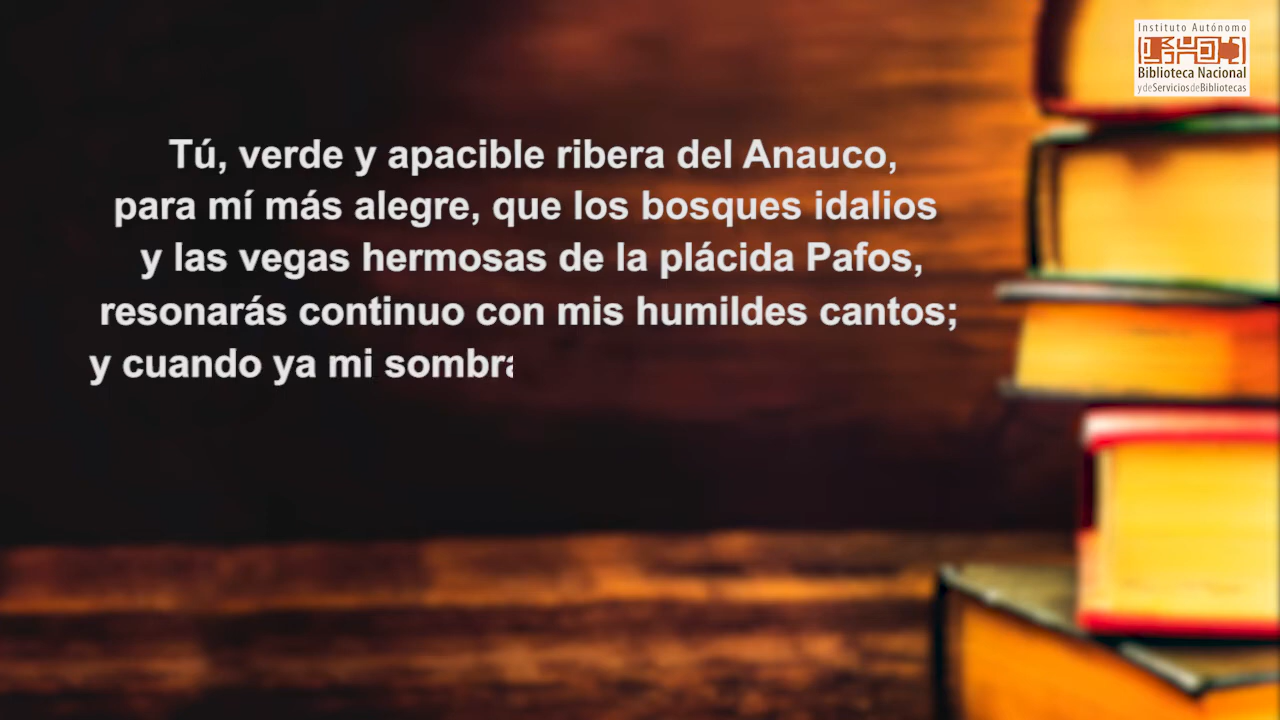 Instituto Autónomo
Biblioteca Nacional
y de Servicios de Bibliotecas
Tú, verde y apacible ribera del Anauco,
para mí más alegre, que los bosques idalios
y las vegas hermosas de la plácida Pafos,
resonarás continuo con mis humildes cantos;
y cuando ya mi sombra